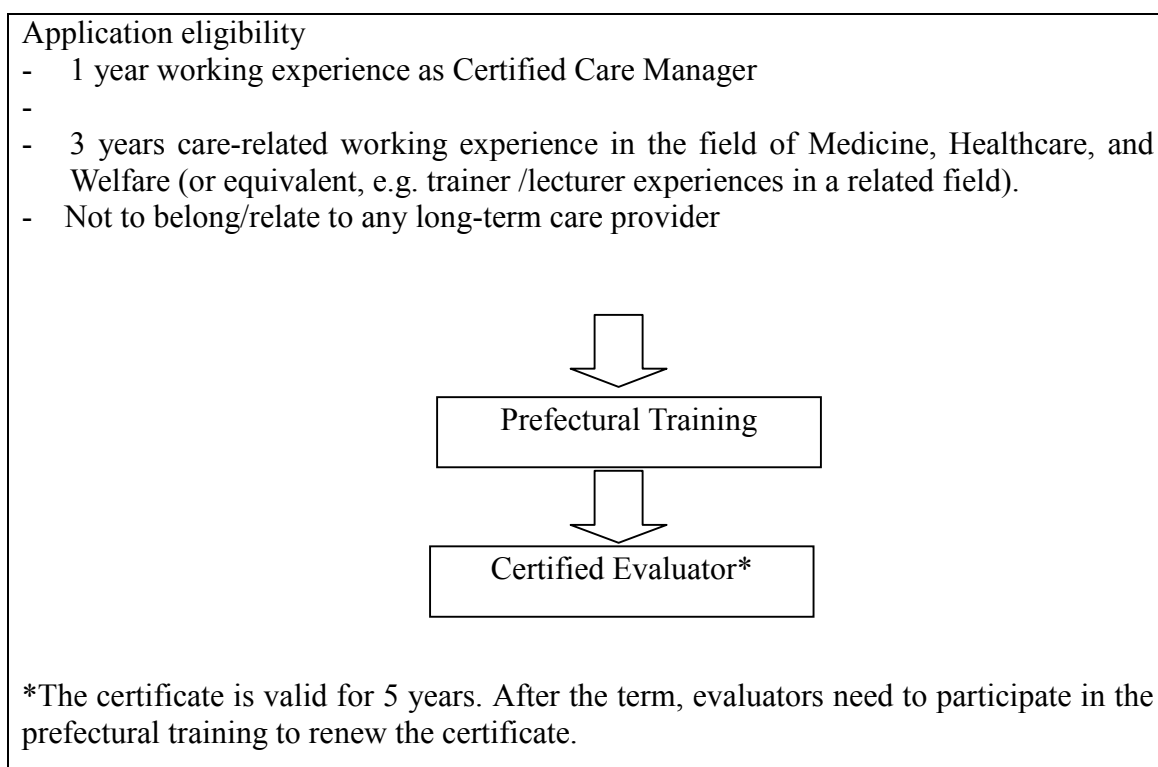 Application eligibility
- 1 year working experience as Certified Care Manager
-
- 3 years care-related working experience in the field of Medicine, Healthcare, and
Welfare (or equivalent, e.g. trainer /lecturer experiences in a related field).
- Not to belong/relate to any long-term care provider
Prefectural Training
Certified Evaluator*
*The certificate is valid for 5 years. After the term, evaluators need to participate in the
prefectural training to renew the certificate.